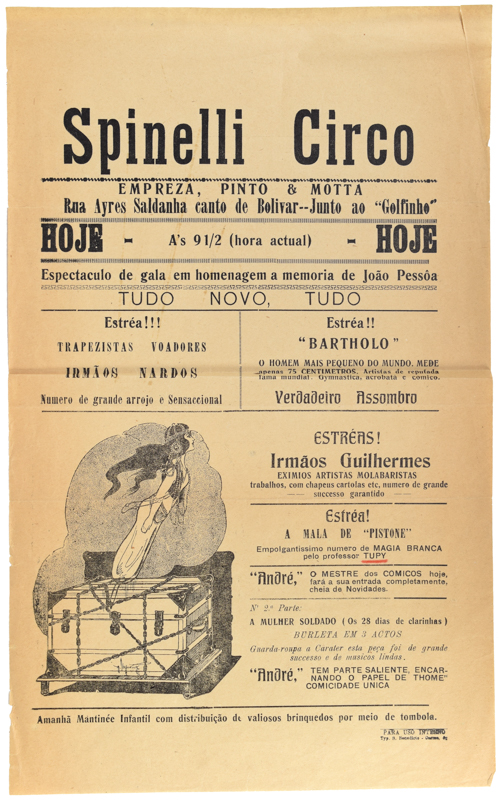 Spinelli Circo
EMPREZA, PINTO & MOTTA
Rua Ayres Saldanha canto de Bolivar--Junto ao "Golfinho"
HOJE - A's 9 1/2 (hora actual) - HOJE
Espectaculo de gala em homenagem a memoria de João Pessôa
TUDO NOVO, TUDO
Estréa!!!
TRAPEZISTAS VOADORES
IRMÃOS NARDOS
Numero de grande arrojo e Sensaccional
Estréa!!
"BARTHOLO"
O HOMEM MAIS PEQUENO DO MUNDO, MEDE
apenas 75 CENTIMETROS. Artistas de reputada
fama mundial. Gymnastica, acrobata e comico.
Verdadeiro Assombro
ESTRÉAS!
Irmãos Guilhermes
EXIMIOS ARTISTAS MOLABARISTAS
trabalhos, com chapeus cartolas etc, numero de grande
successo garantido
Estréa!
A MALA DE "PISTONE"
Empolgantissimo numero de MAGIA BRANCA
pelo professor TUPY
"André," O MESTRE dos COMICOS hoje,
fará a sua entrada completamente,
cheia de Novidades.
Nº 2.ª Parte:
A MULHER SOLDADO ( Os 28 dias de clarinhas )
BURLETA EM 3 ACTOS
Guarda-roupa a Carater esta peça foi de grande
successo e de musicos lindas.
"André," TEM PARTE SALIENTE, ENCAR-
NANDO O PAPEL DE THOME"
COMICIDADE UNICA
Amanhã Mantinée Infantil com distribuição de valiosos brinquedos por meio de tombola.
PARA USO INTERNO